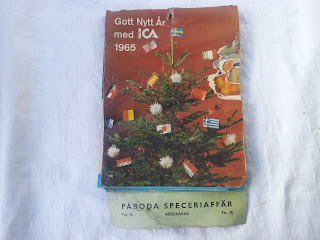 Gott Nytt År
med ICA
1965
PÅBODA SPECERIAFFÄR